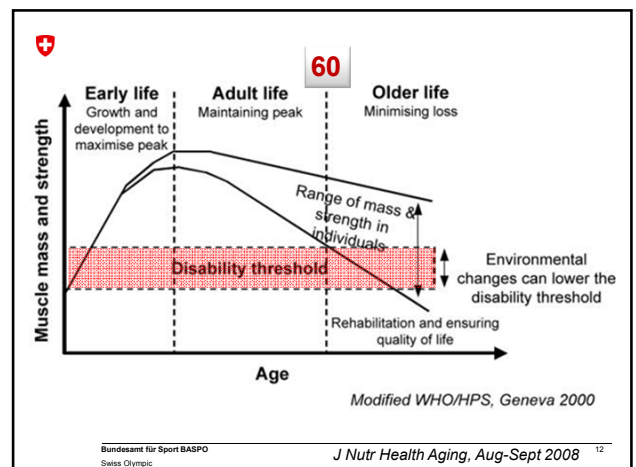 60
Early life
Growth and
development to
maximise peak
Adult life
Maintaining peak
Older life
Minimising loss
Muscle mass and strength
Range of mass &
strength in
individuals
Disability threshold
Environmental
changes can lower the
disability threshold
Rehabilitation and ensuring
quality of life
Age
Modified WHO/HPS, Geneva 2000
Bundesamt für Sport BASPO
Swiss Olympic
J Nutr Health Aging, Aug-Sept 2008
12